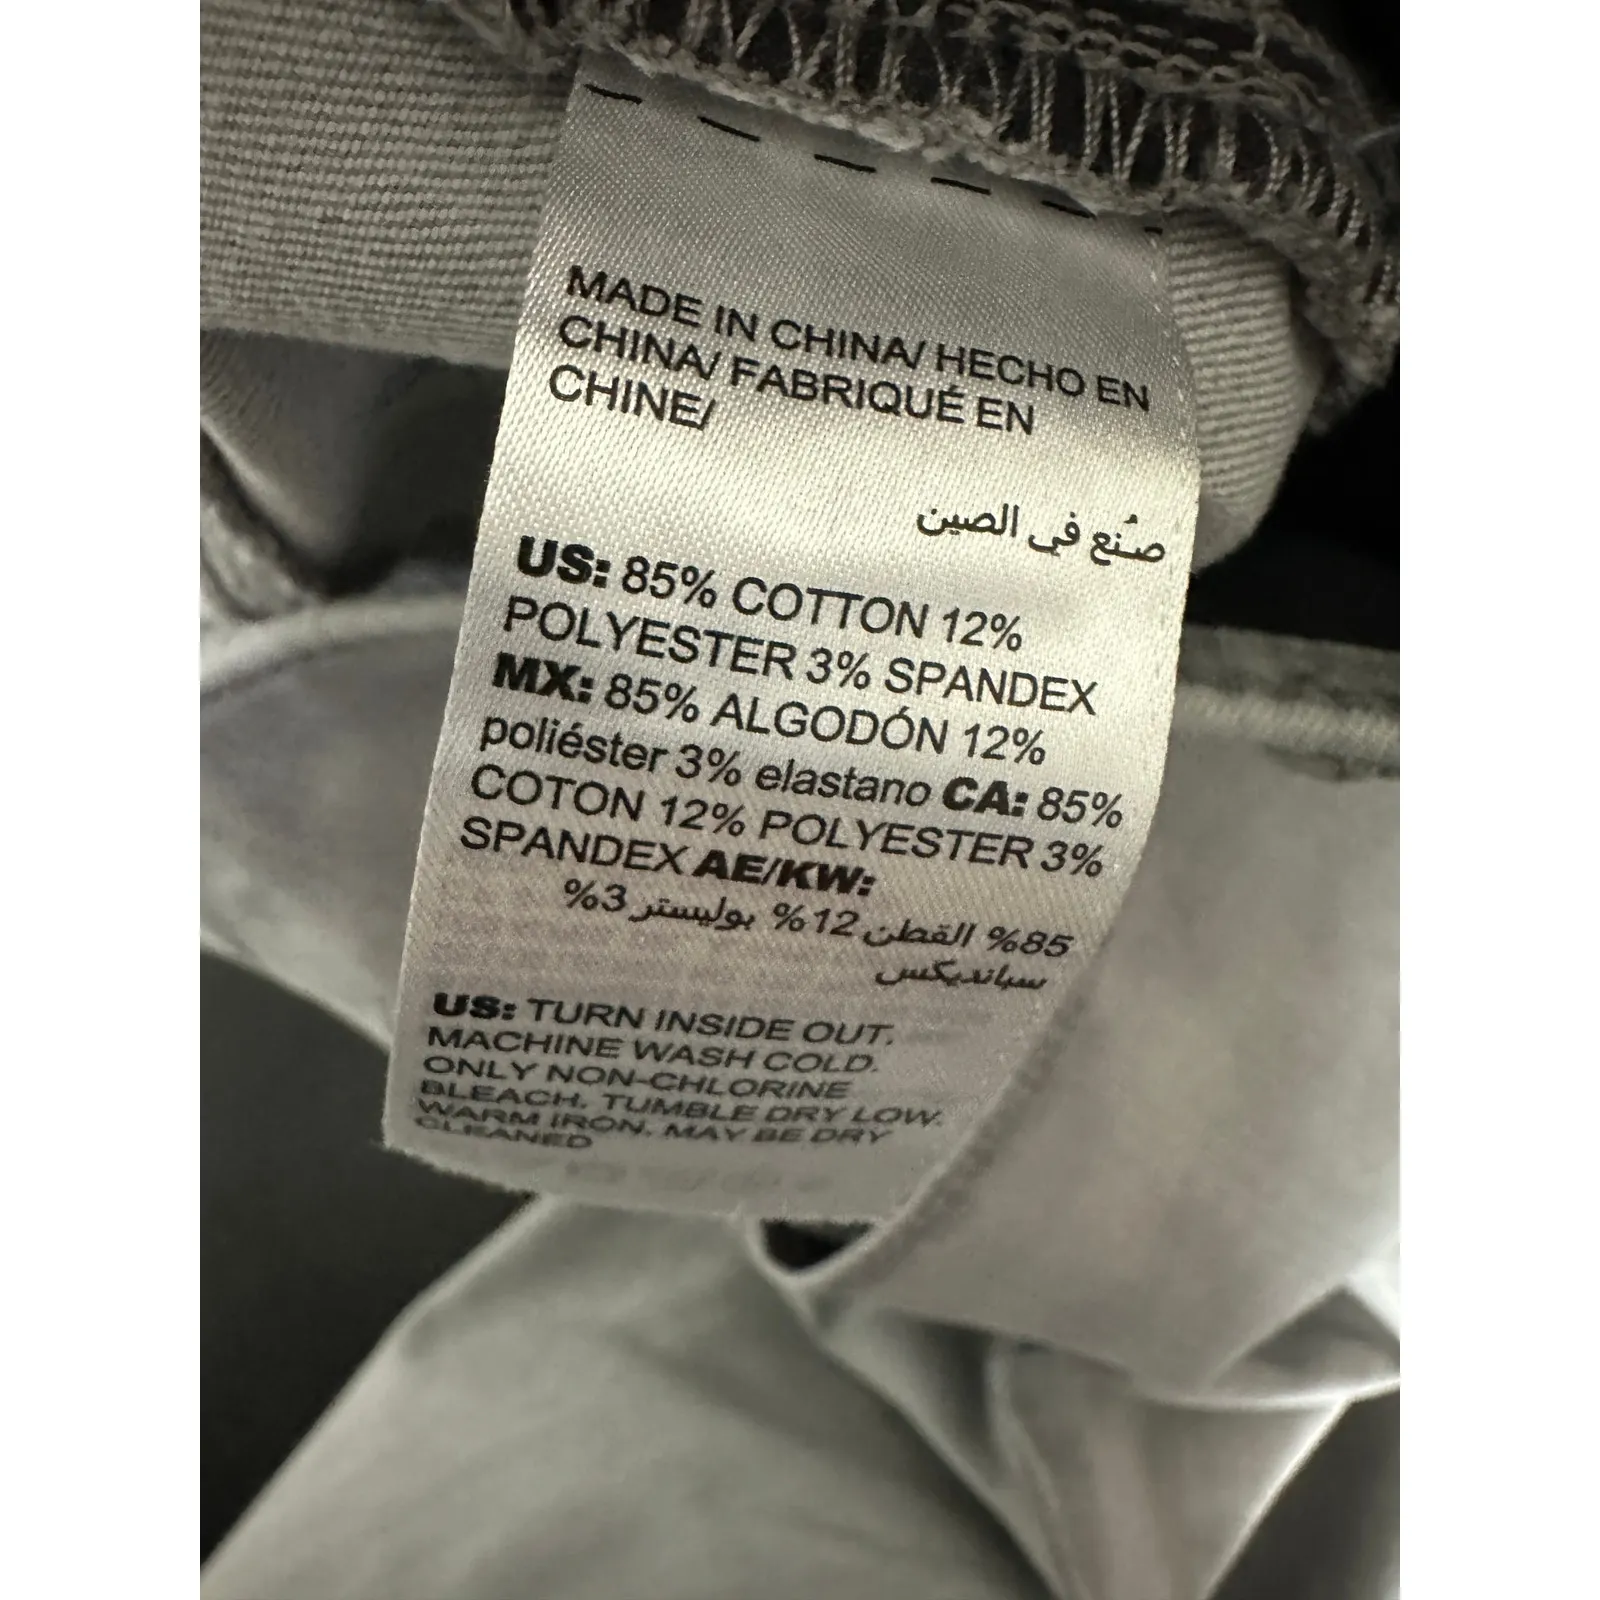 MADE IN CHINA/ HECHO EN
CHINA/ FABRIQUÉ EN
CHINE/
صُنع في الصين
US: 85% COTTON 12%
POLYESTER 3% SPANDEX
MX: 85% ALGODÓN 12%
poliéster 3% elastano CA: 85%
COTON 12% POLYESTER 3%
SPANDEX AE/KW:
85% القطن 12% بوليستر 3%
سباندیکس
US: TURN INSIDE OUT.
MACHINE WASH COLD.
ONLY NON-CHLORINE
BLEACH. TUMBLE DRY LOW.
WARM IRON. MAY BE DRY
CLEANED